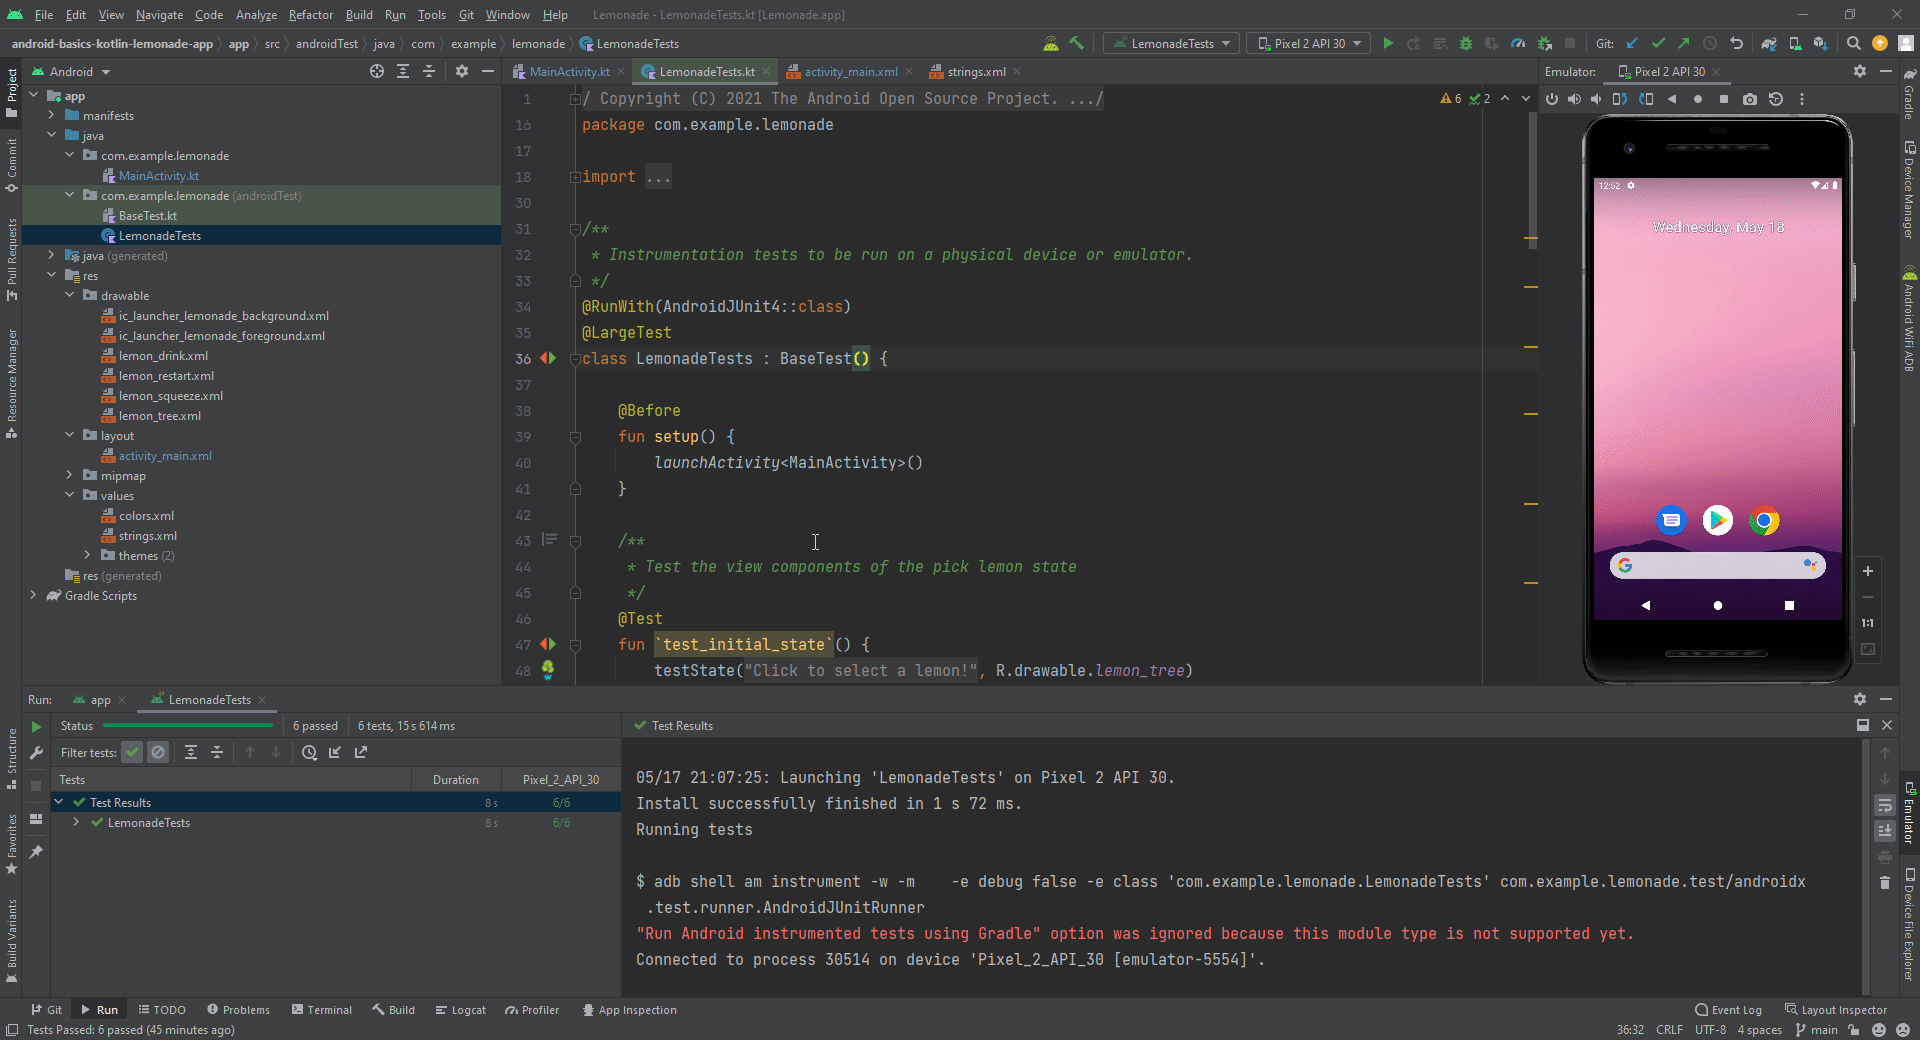 File Edit View Navigate Code Analyze Refactor Build Run Tools Git Window Help Lemonade - LemonadeTests.kt [Lemonade.app]
android-basics-kotlin-lemonade-app app src androidTest java com example lemonade LemonadeTests LemonadeTests Pixel 2 API 30 Git:
Android MainActivity.kt LemonadeTests.kt activity_main.xml strings.xml Emulator: Pixel 2 API 30
Project
Commit
Pull Requests
Resource Manager
Structure
Favorites
Build Variants
app
manifests
java
com.example.lemonade
MainActivity.kt
com.example.lemonade (androidTest)
BaseTest.kt
LemonadeTests
java (generated)
res
drawable
ic_launcher_lemonade_background.xml
ic_launcher_lemonade_foreground.xml
lemon_drink.xml
lemon_restart.xml
lemon_squeeze.xml
lemon_tree.xml
layout
activity_main.xml
mipmap
values
colors.xml
strings.xml
themes (2)
res (generated)
Gradle Scripts
6 2
1 / Copyright (C) 2021 The Android Open Source Project. .../
16 package com.example.lemonade
17
18 import ...
30
31 /**
32 * Instrumentation tests to be run on a physical device or emulator.
33 */
34 @RunWith(AndroidJUnit4::class)
35 @LargeTest
36 class LemonadeTests : BaseTest() {
37
38 @Before
39 fun setup() {
40 launchActivity<MainActivity>()
41 }
42
43 /**
44 * Test the view components of the pick lemon state
45 */
46 @Test
47 fun `test_initial_state`() {
48 testState("Click to select a lemon!", R.drawable.lemon_tree)
12:52
Wednesday, May 18
G
1:1
Gradle
Device Manager
Android WiFi ADB
Emulator
Device File Explorer
Run: app LemonadeTests
Status 6 passed 6 tests, 15 s 614 ms
Filter tests:
Tests Duration Pixel_2_API_30
Test Results 8 s 6/6
LemonadeTests 8 s 6/6
Test Results
05/17 21:07:25: Launching 'LemonadeTests' on Pixel 2 API 30.
Install successfully finished in 1 s 72 ms.
Running tests
$ adb shell am instrument -w -m    -e debug false -e class 'com.example.lemonade.LemonadeTests' com.example.lemonade.test/androidx
.test.runner.AndroidJUnitRunner
"Run Android instrumented tests using Gradle" option was ignored because this module type is not supported yet.
Connected to process 30514 on device 'Pixel_2_API_30 [emulator-5554]'.
Git Run TODO Problems Terminal Build Logcat Profiler App Inspection Event Log Layout Inspector
Tests Passed: 6 passed (45 minutes ago) 36:32 CRLF UTF-8 4 spaces main